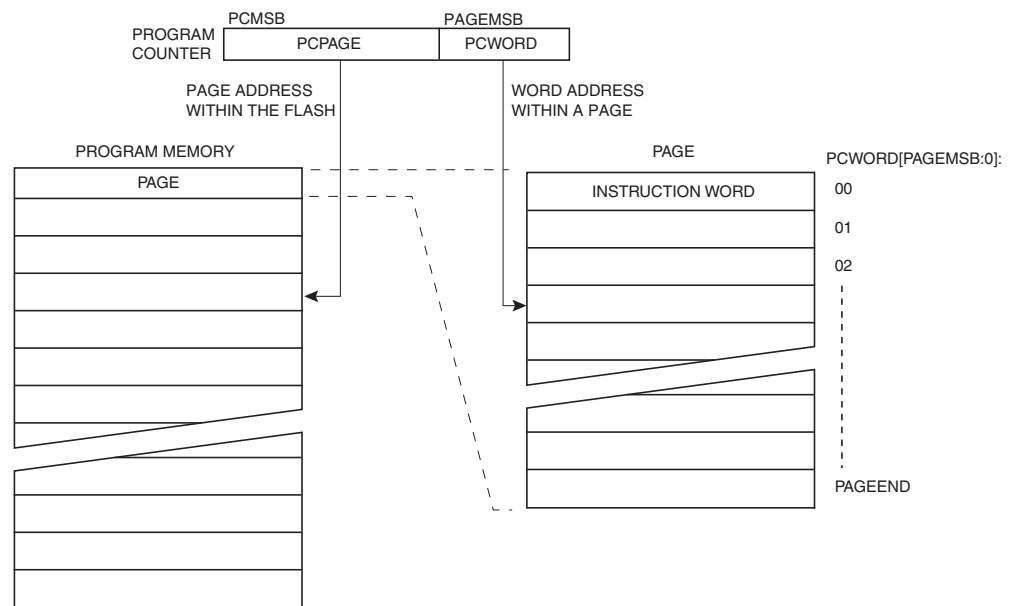 PCMSB PAGEMSB
PROGRAM
COUNTER
PCPAGE PCWORD
PAGE ADDRESS
WITHIN THE FLASH
WORD ADDRESS
WITHIN A PAGE
PROGRAM MEMORY
PAGE
PAGE
PCWORD[PAGEMSB:0]:
INSTRUCTION WORD
00
01
02
PAGEEND